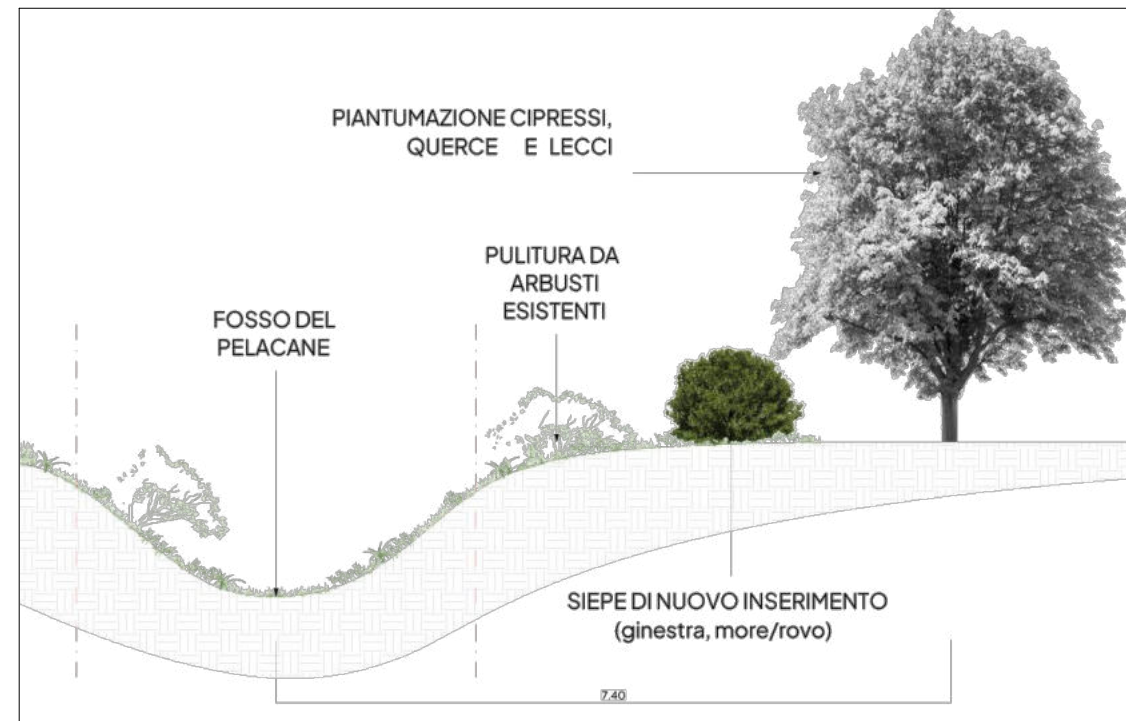 PIANTUMAZIONE CIPRESSI,
QUERCE E LECCI
PULITURA DA
ARBUSTI
ESISTENTI
FOSSO DEL
PELACANE
SIEPE DI NUOVO INSERIMENTO
(ginestra, more/rovo)
7.40